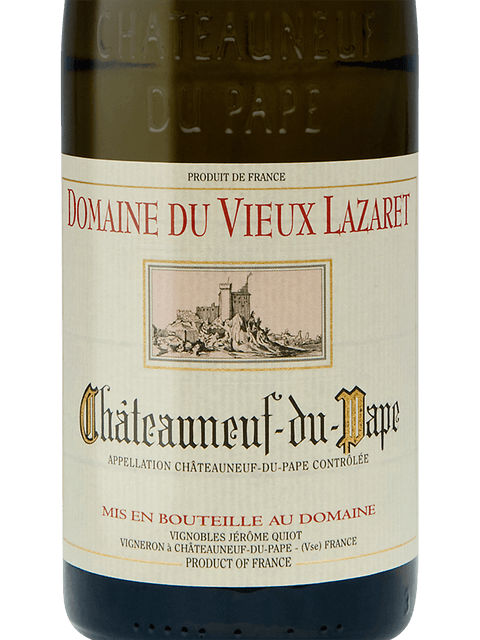 CHATEAUNEUF
DU PAPE
PRODUIT DE FRANCE
DOMAINE DU VIEUX LAZARET
Châteauneuf-du-Pape
APPELLATION CHÂTEAUNEUF-DU-PAPE CONTRÔLÉE
MIS EN BOUTEILLE AU DOMAINE
VIGNOBLES JÉRÔME QUIOT
VIGNERON à CHÂTEAUNEUF-DU-PAPE - (Vse) FRANCE
PRODUCT OF FRANCE